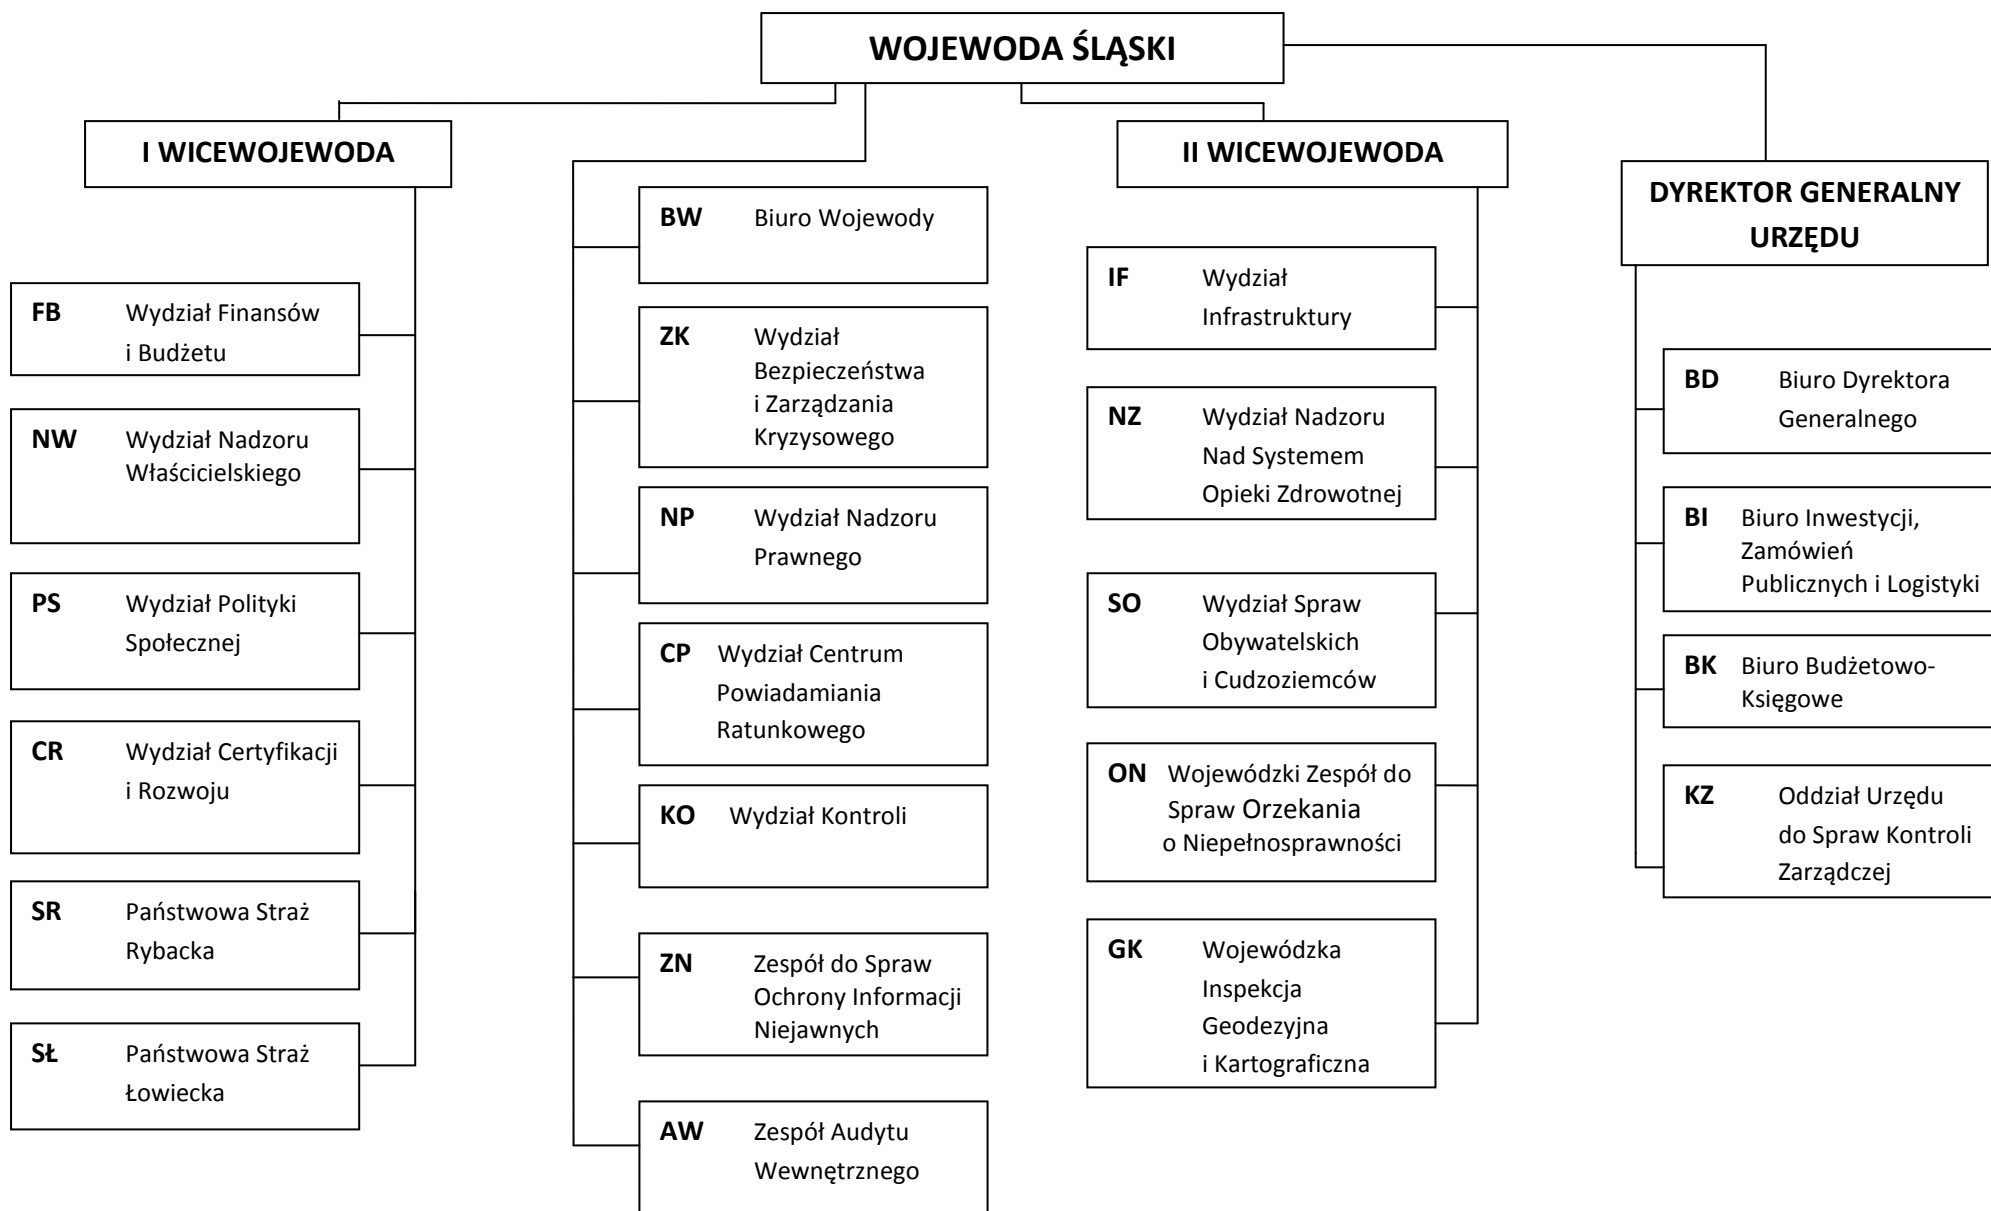 WOJEWODA ŚLĄSKI
I WICEWOJEWODA
FB Wydział Finansów
i Budżetu
NW Wydział Nadzoru
Właścicielskiego
PS Wydział Polityki
Społecznej
CR Wydział Certyfikacji
i Rozwoju
SR Państwowa Straż
Rybacka
SŁ Państwowa Straż
Łowiecka
BW Biuro Wojewody
ZK Wydział
Bezpieczeństwa
i Zarządzania
Kryzysowego
NP Wydział Nadzoru
Prawnego
CP Wydział Centrum
Powiadamiania
Ratunkowego
KO Wydział Kontroli
ZN Zespół do Spraw
Ochrony Informacji
Niejawnych
AW Zespół Audytu
Wewnętrznego
II WICEWOJEWODA
IF Wydział
Infrastruktury
NZ Wydział Nadzoru
Nad Systemem
Opieki Zdrowotnej
SO Wydział Spraw
Obywatelskich
i Cudzoziemców
ON Wojewódzki Zespół do
Spraw Orzekania
o Niepełnosprawności
GK Wojewódzka
Inspekcja
Geodezyjna
i Kartograficzna
DYREKTOR GENERALNY
URZĘDU
BD Biuro Dyrektora
Generalnego
BI Biuro Inwestycji,
Zamówień
Publicznych i Logistyki
BK Biuro Budżetowo-
Księgowe
KZ Oddział Urzędu
do Spraw Kontroli
Zarządczej